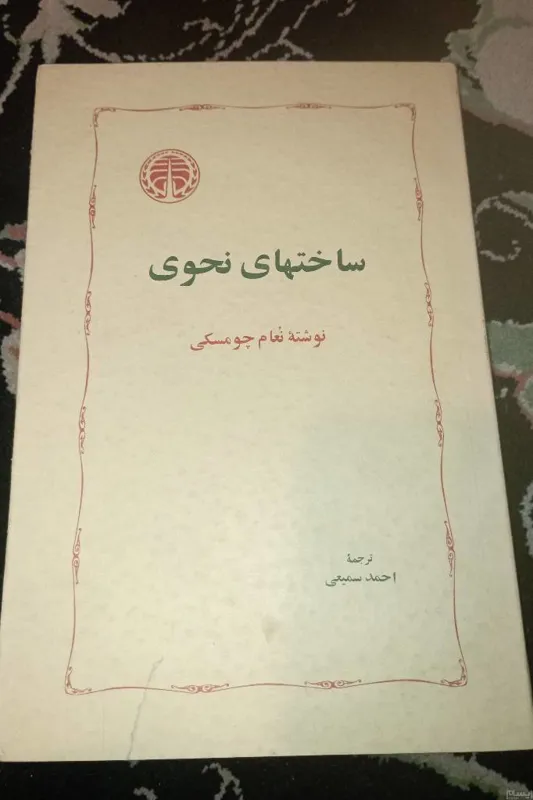 ساختهای نحوی
نوشتهٔ نُعام چومسکی
ترجمهٔ
احمد سمیعی